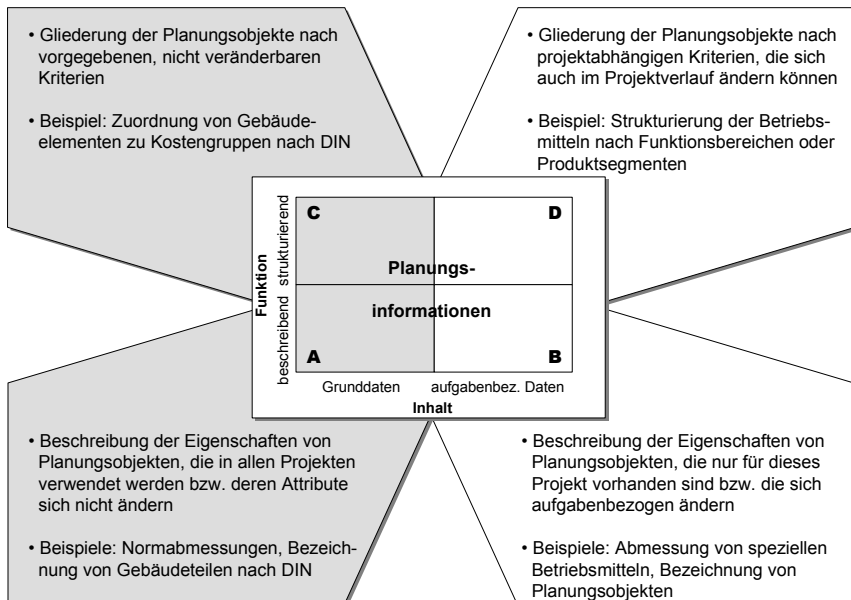 • Gliederung der Planungsobjekte nach
vorgegebenen, nicht veränderbaren
Kriterien
• Beispiel: Zuordnung von Gebäude-
elementen zu Kostengruppen nach DIN
• Gliederung der Planungsobjekte nach
projektabhängigen Kriterien, die sich
auch im Projektverlauf ändern können
• Beispiel: Strukturierung der Betriebs-
mitteln nach Funktionsbereichen oder
Produktsegmenten
Funktion
beschreibend strukturierend
C
D
Planungs-
informationen
A
B
Grunddaten aufgabenbez. Daten
Inhalt
• Beschreibung der Eigenschaften von
Planungsobjekten, die in allen Projekten
verwendet werden bzw. deren Attribute
sich nicht ändern
• Beispiele: Normabmessungen, Bezeich-
nung von Gebäudeteilen nach DIN
• Beschreibung der Eigenschaften von
Planungsobjekten, die nur für dieses
Projekt vorhanden sind bzw. die sich
aufgabenbezogen ändern
• Beispiele: Abmessung von speziellen
Betriebsmitteln, Bezeichnung von
Planungsobjekten